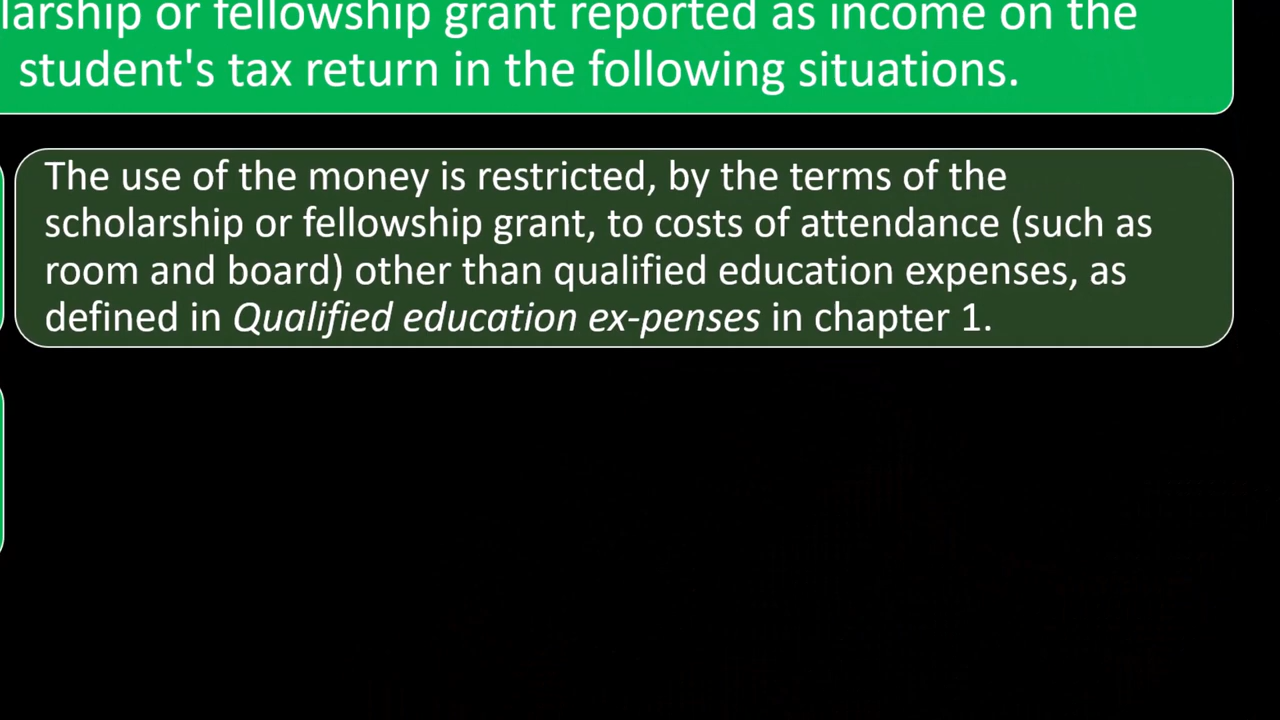 larship or fellowship grant reported as income on the
student's tax return in the following situations.
The use of the money is restricted, by the terms of the
scholarship or fellowship grant, to costs of attendance (such as
room and board) other than qualified education expenses, as
defined in Qualified education ex-penses in chapter 1.